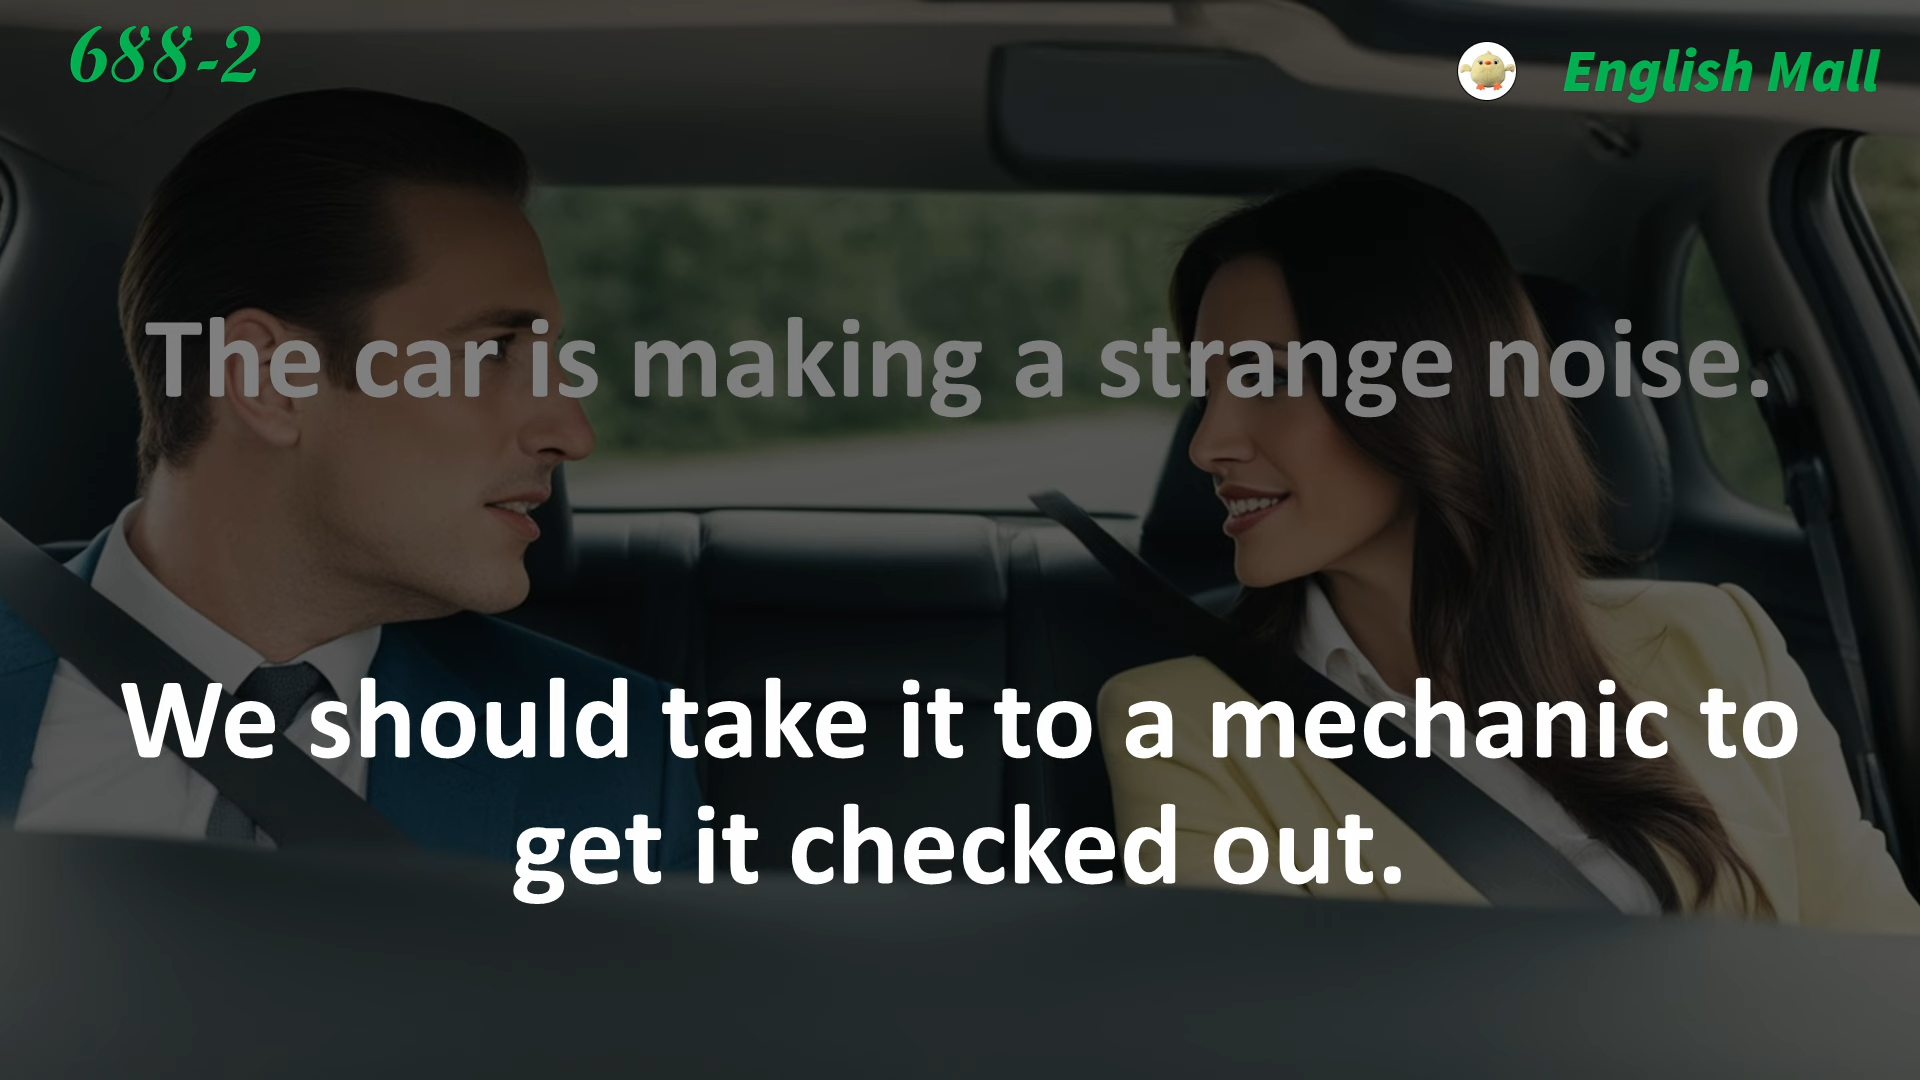 688-2
English Mall
The car is making a strange noise.
We should take it to a mechanic to
get it checked out.